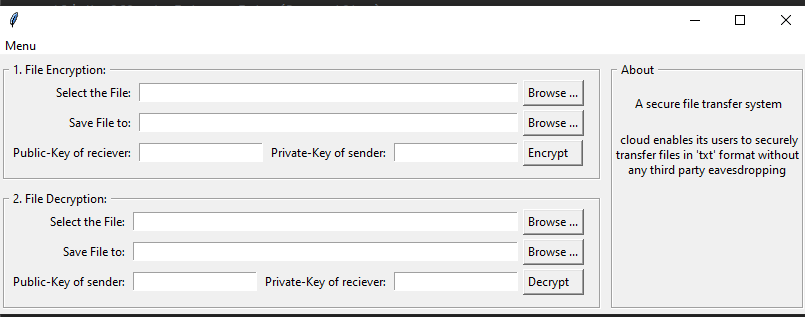 Menu
1. File Encryption:
Select the File: Browse ...
Save File to: Browse ...
Public-Key of reciever: Private-Key of sender: Encrypt
2. File Decryption:
Select the File: Browse ...
Save File to: Browse ...
Public-Key of sender: Private-Key of reciever: Decrypt
About
A secure file transfer system
cloud enables its users to securely
transfer files in 'txt' format without
any third party eavesdropping